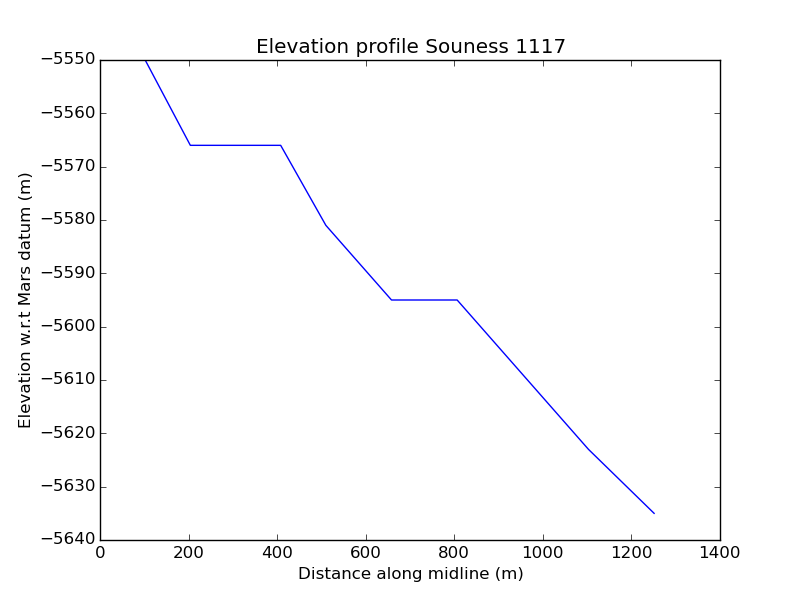 Elevation profile Souness 1117
Elevation w.r.t Mars datum (m)
−5550
−5560
−5570
−5580
−5590
−5600
−5610
−5620
−5630
−5640
0 200 400 600 800 1000 1200 1400
Distance along midline (m)